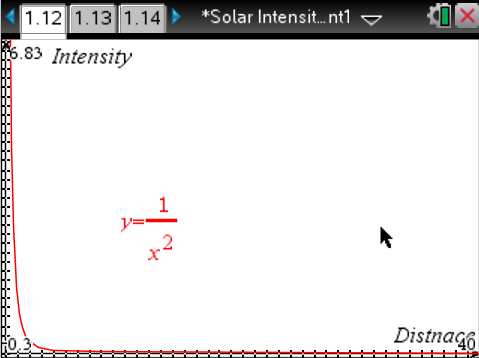 1.12 1.13 1.14 *Solar Intensit...nt1
6.83 Intensity
y=1/x²
0.3
Distnace
40